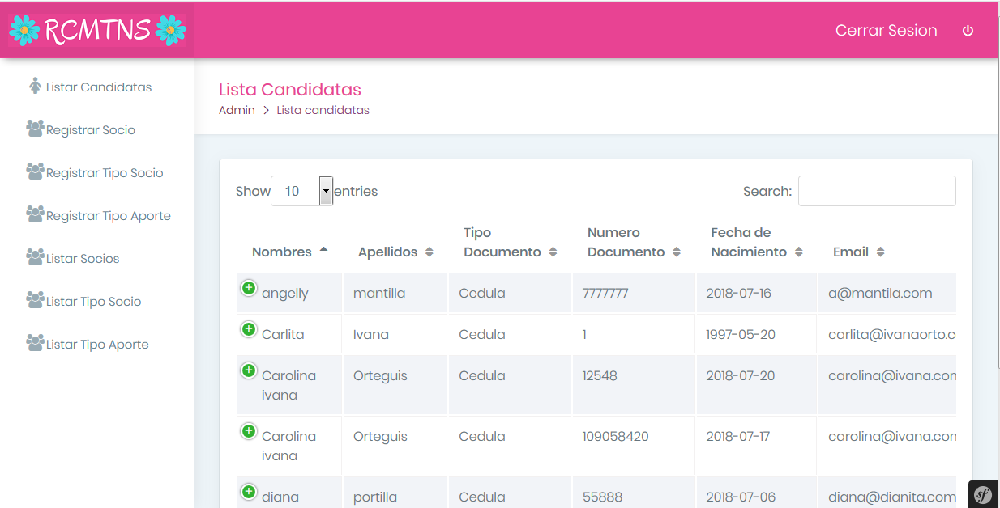 RCMTNS
Cerrar Sesion
Listar Candidatas
Registrar Socio
Registrar Tipo Socio
Registrar Tipo Aporte
Listar Socios
Listar Tipo Socio
Listar Tipo Aporte
Lista Candidatas
Admin > Lista candidatas
Show 10 entries
Search:
Nombres Apellidos Tipo Documento Numero Documento Fecha de Nacimiento Email
angelly mantilla Cedula 7777777 2018-07-16 a@mantila.com
Carlita Ivana Cedula 1 1997-05-20 carlita@ivanaorto.c
Carolina ivana Orteguis Cedula 12548 2018-07-20 carolina@ivana.con
Carolina ivana Orteguis Cedula 109058420 2018-07-17 carolina@ivana.con
diana portilla Cedula 55888 2018-07-06 diana@dianita.com
sf